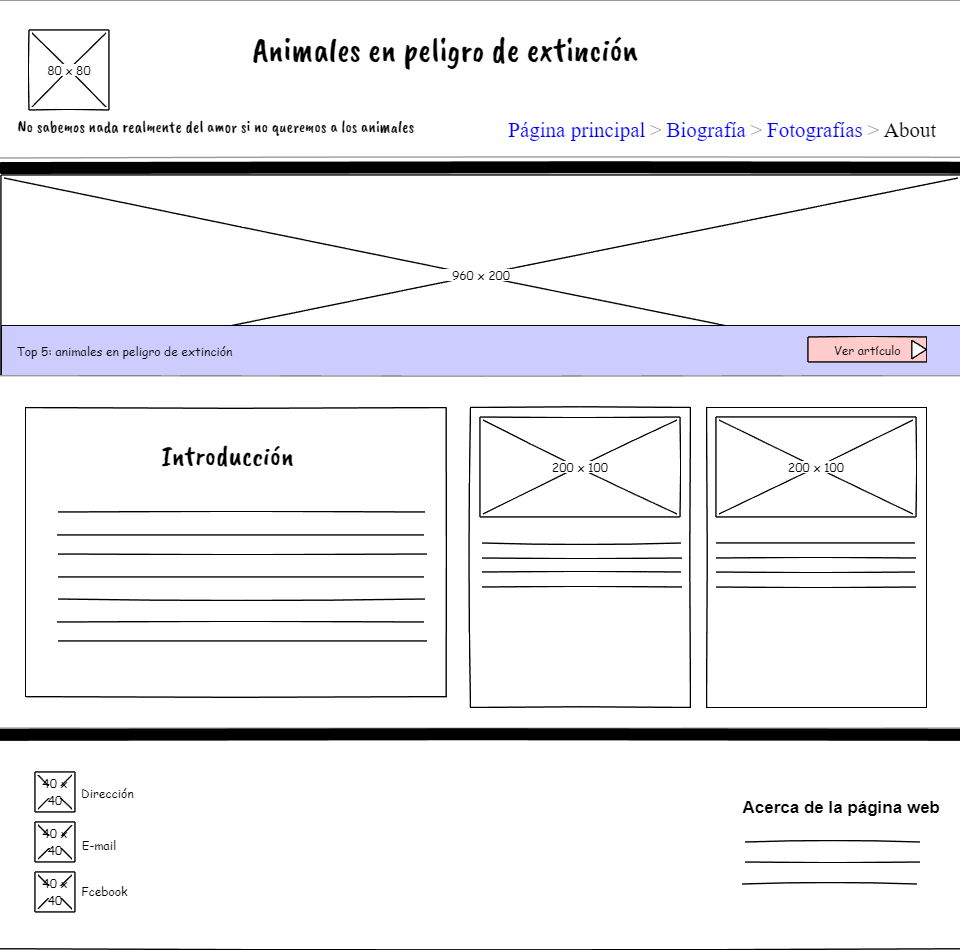 Animales en peligro de extinción
80 x 80
No sabemos nada realmente del amor si no queremos a los animales
Página principal > Biografía > Fotografías > About
960 x 200
Top 5: animales en peligro de extinción
Ver artículo
Introducción
200 x 100
200 x 100
40 x
40
Dirección
40 x
40
E-mail
40 x
40
Fcebook
Acerca de la página web